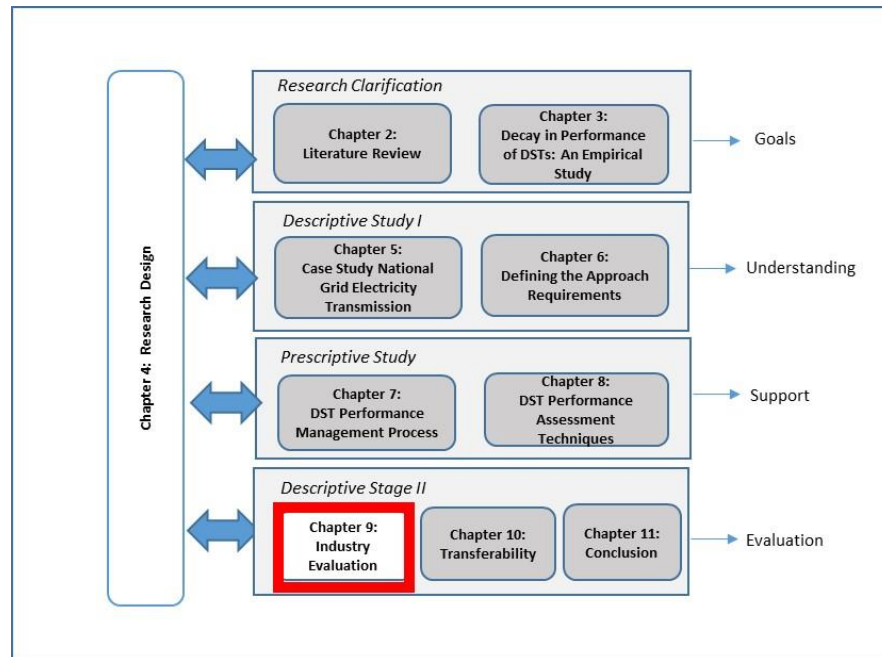 Chapter 4: Research Design
Research Clarification
Chapter 2:
Literature Review
Chapter 3:
Decay in Performance
of DSTs: An Empirical
Study
Goals
Descriptive Study I
Chapter 5:
Case Study National
Grid Electricity
Transmission
Chapter 6:
Defining the Approach
Requirements
Understanding
Prescriptive Study
Chapter 7:
DST Performance
Management Process
Chapter 8:
DST Performance
Assessment
Techniques
Support
Descriptive Stage II
Chapter 9:
Industry
Evaluation
Chapter 10:
Transferability
Chapter 11:
Conclusion
Evaluation